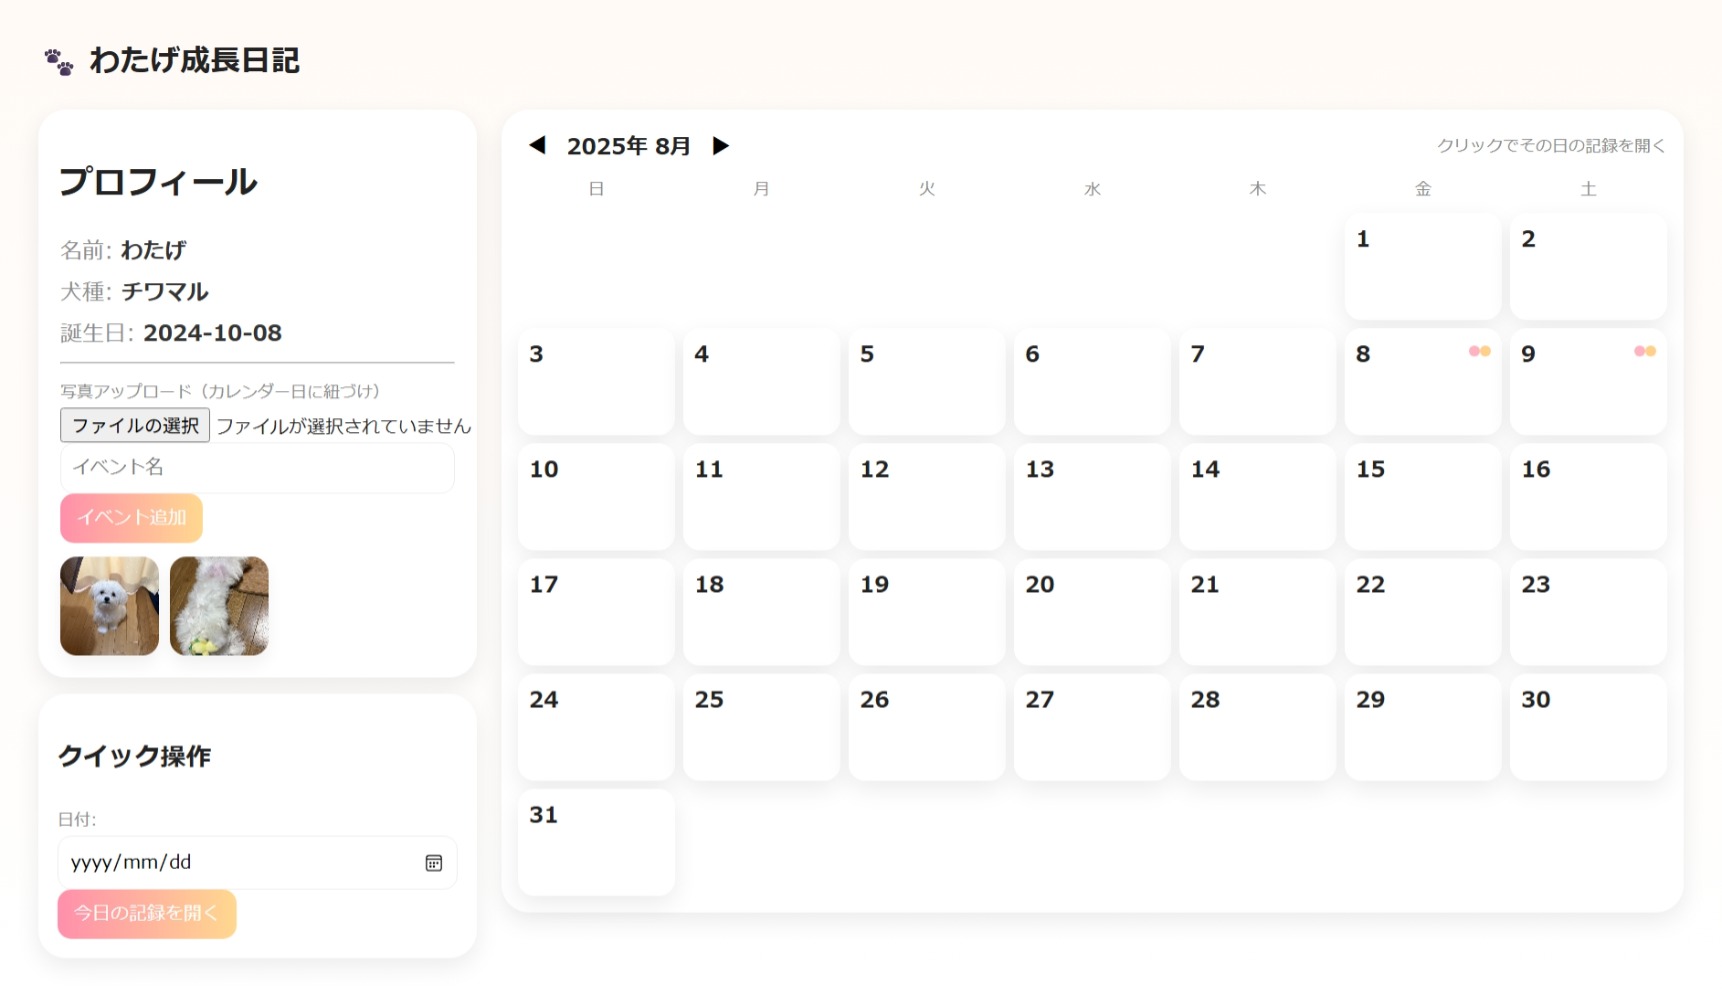 わたげ成長日記
プロフィール
名前: わたげ
犬種: チワマル
誕生日: 2024-10-08
写真アップロード（カレンダー日に紐づけ）
ファイルの選択 ファイルが選択されていません
イベント名
イベント追加
クイック操作
日付:
yyyy/mm/dd
今日の記録を開く
◀ 2025年 8月 ▶ クリックでその日の記録を開く
日 月 火 水 木 金 土
1 2
3 4 5 6 7 8 9
10 11 12 13 14 15 16
17 18 19 20 21 22 23
24 25 26 27 28 29 30
31